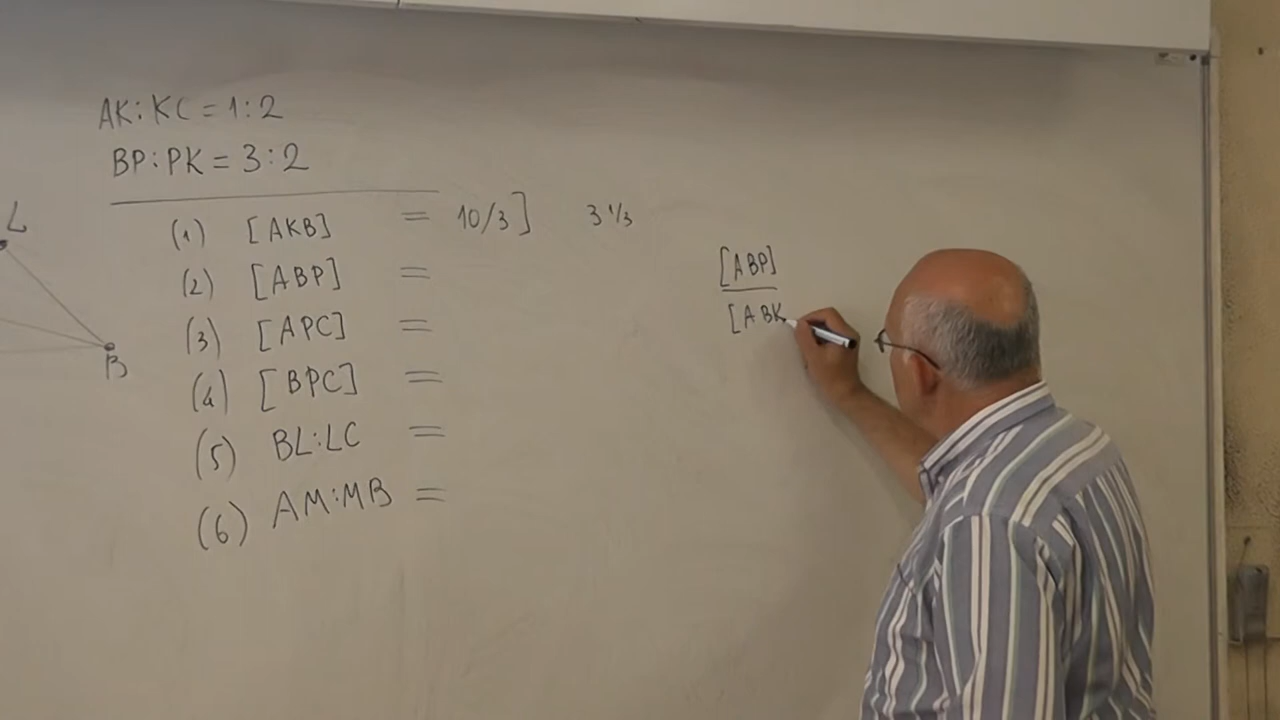 AK:KC = 1:2
BP:PK = 3:2
(1) [AKB] = 10/3] 3 1/3
(2) [ABP] =
(3) [APC] =
(4) [BPC] =
(5) BL:LC =
(6) AM:MB =
[ABP]
[ABK
L
B